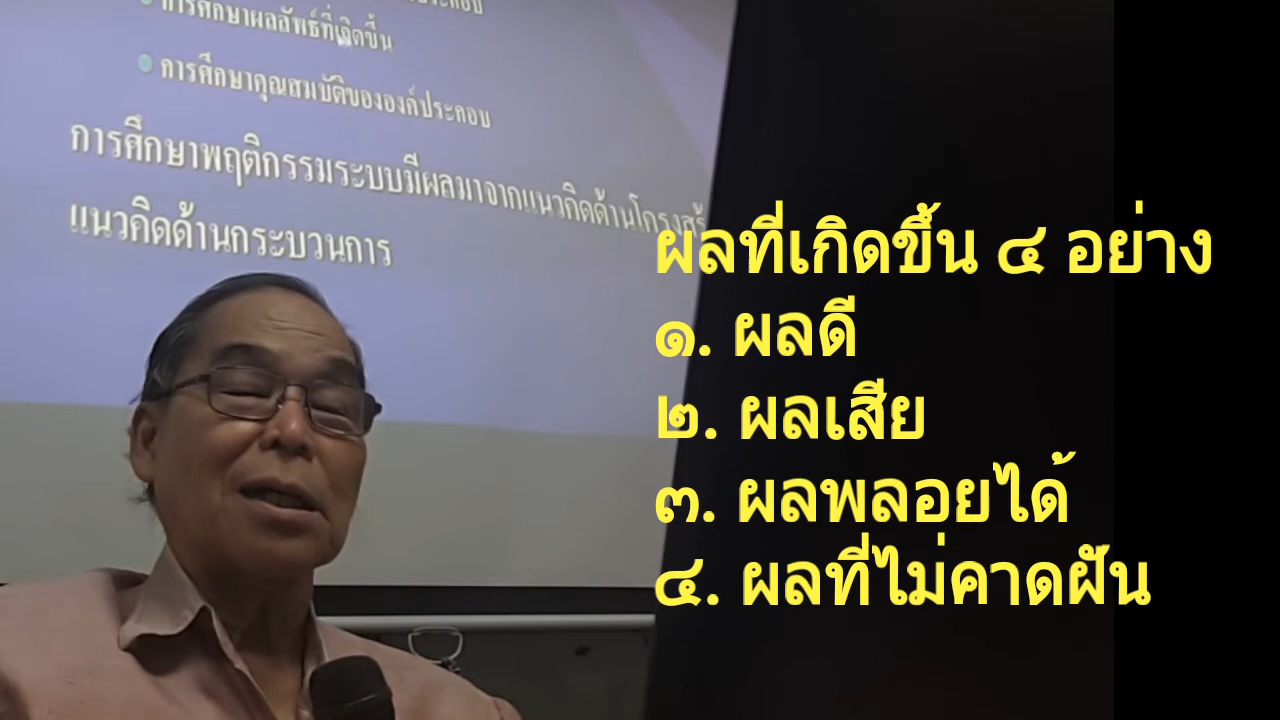 การศึกษาผลลัพธ์ที่เกิดขึ้น
การศึกษาคุณสมบัติขององค์ประกอบ
การศึกษาพฤติกรรมระบบมีผลมาจากแนวคิดด้านโครงสร้
แนวคิดด้านกระบวนการ
ผลที่เกิดขึ้น ๔ อย่าง
๑. ผลดี
๒. ผลเสีย
๓. ผลพลอยได้
๔. ผลที่ไม่คาดฝัน